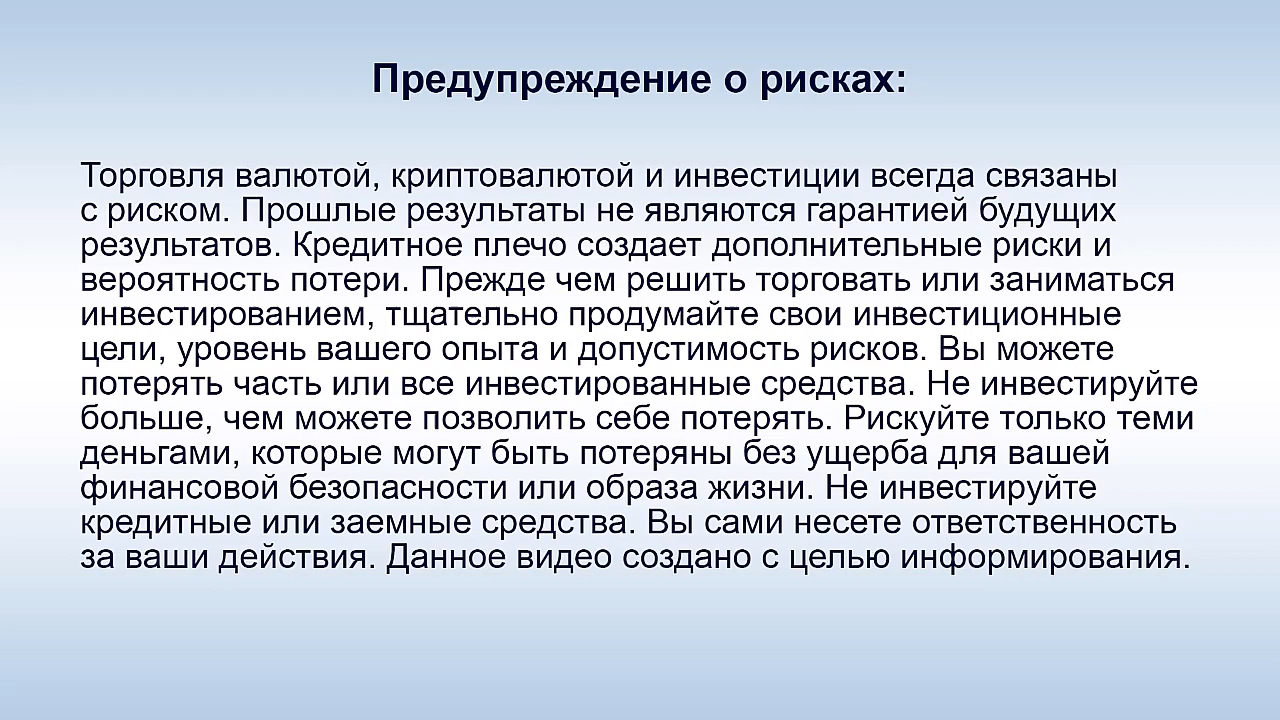 Предупреждение о рисках:
Торговля валютой, криптовалютой и инвестиции всегда связаны
с риском. Прошлые результаты не являются гарантией будущих
результатов. Кредитное плечо создает дополнительные риски и
вероятность потери. Прежде чем решить торговать или заниматься
инвестированием, тщательно продумайте свои инвестиционные
цели, уровень вашего опыта и допустимость рисков. Вы можете
потерять часть или все инвестированные средства. Не инвестируйте
больше, чем можете позволить себе потерять. Рискуйте только теми
деньгами, которые могут быть потеряны без ущерба для вашей
финансовой безопасности или образа жизни. Не инвестируйте
кредитные или заемные средства. Вы сами несете ответственность
за ваши действия. Данное видео создано с целью информирования.